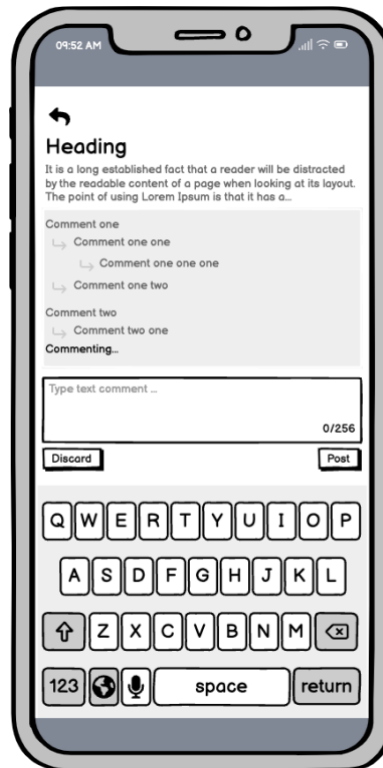 09:52 AM
Heading
It is a long established fact that a reader will be distracted
by the readable content of a page when looking at its layout.
The point of using Lorem Ipsum is that it has a...
Comment one
Comment one one
Comment one one one
Comment one two
Comment two
Comment two one
Commenting...
Type text comment ...
0/256
Discard Post
Q W E R T Y U I O P
A S D F G H J K L
Z X C V B N M
123 space return